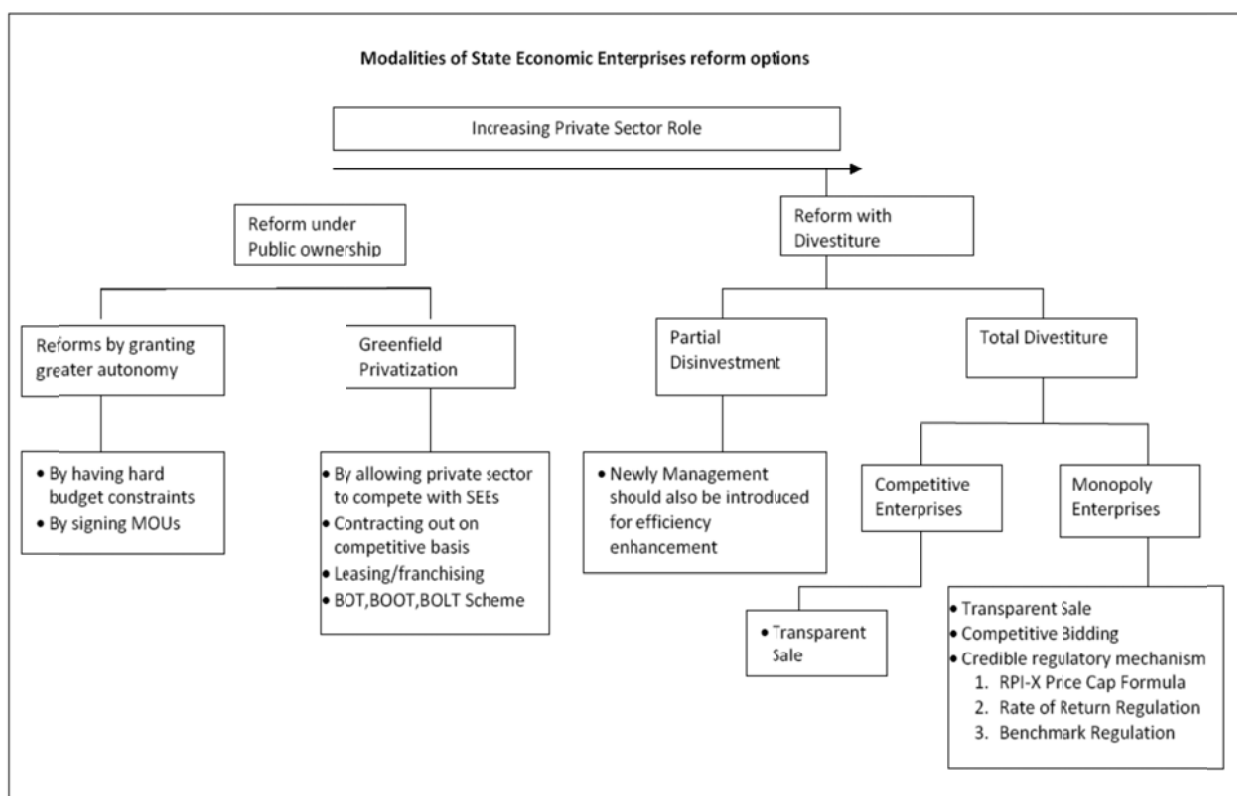 Modalities of State Economic Enterprises reform options
Increasing Private Sector Role
Reform under
Public ownership
Reform with
Divestiture
Reforms by granting
greater autonomy
Greenfield
Privatization
Partial
Disinvestment
Total Divestiture
• By having hard
budget constraints
• By signing MOUs
• By allowing private sector
to compete with SEEs
• Contracting out on
competitive basis
• Leasing/franchising
• BOT,BOOT,BOLT Scheme
• Newly Management
should also be introduced
for efficiency
enhancement
Competitive
Enterprises
Monopoly
Enterprises
• Transparent
Sale
• Transparent Sale
• Competitive Bidding
• Credible regulatory mechanism
1. RPI-X Price Cap Formula
2. Rate of Return Regulation
3. Benchmark Regulation